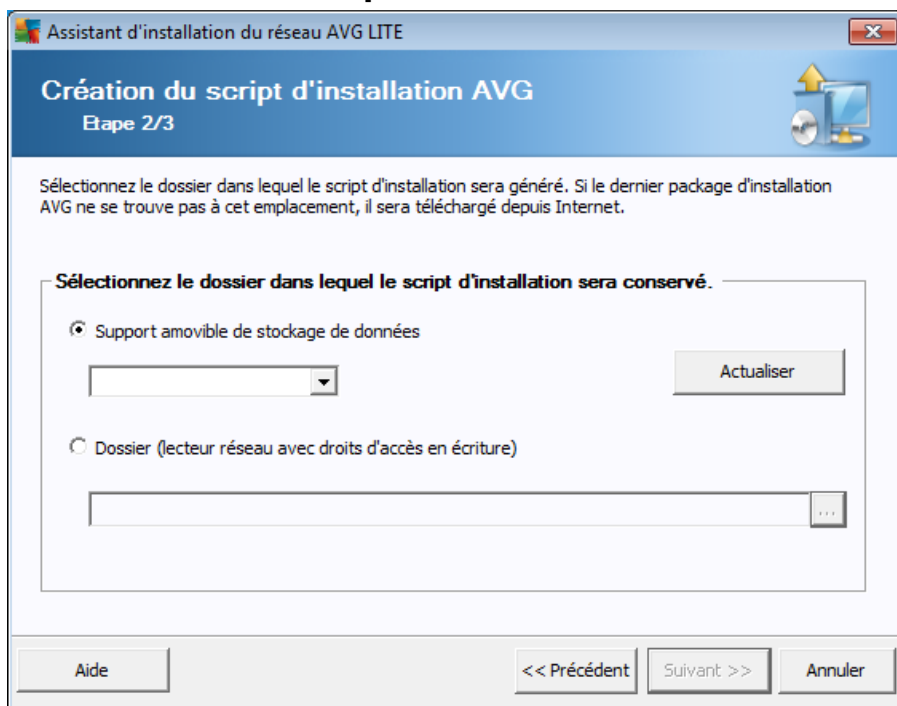 Assistant d'installation du réseau AVG LITE
Création du script d'installation AVG
Etape 2/3
Sélectionnez le dossier dans lequel le script d'installation sera généré. Si le dernier package d'installation
AVG ne se trouve pas à cet emplacement, il sera téléchargé depuis Internet.
Sélectionnez le dossier dans lequel le script d'installation sera conservé.
Support amovible de stockage de données
Actualiser
Dossier (lecteur réseau avec droits d'accès en écriture)
...
Aide
<< Précédent
Suivant >>
Annuler